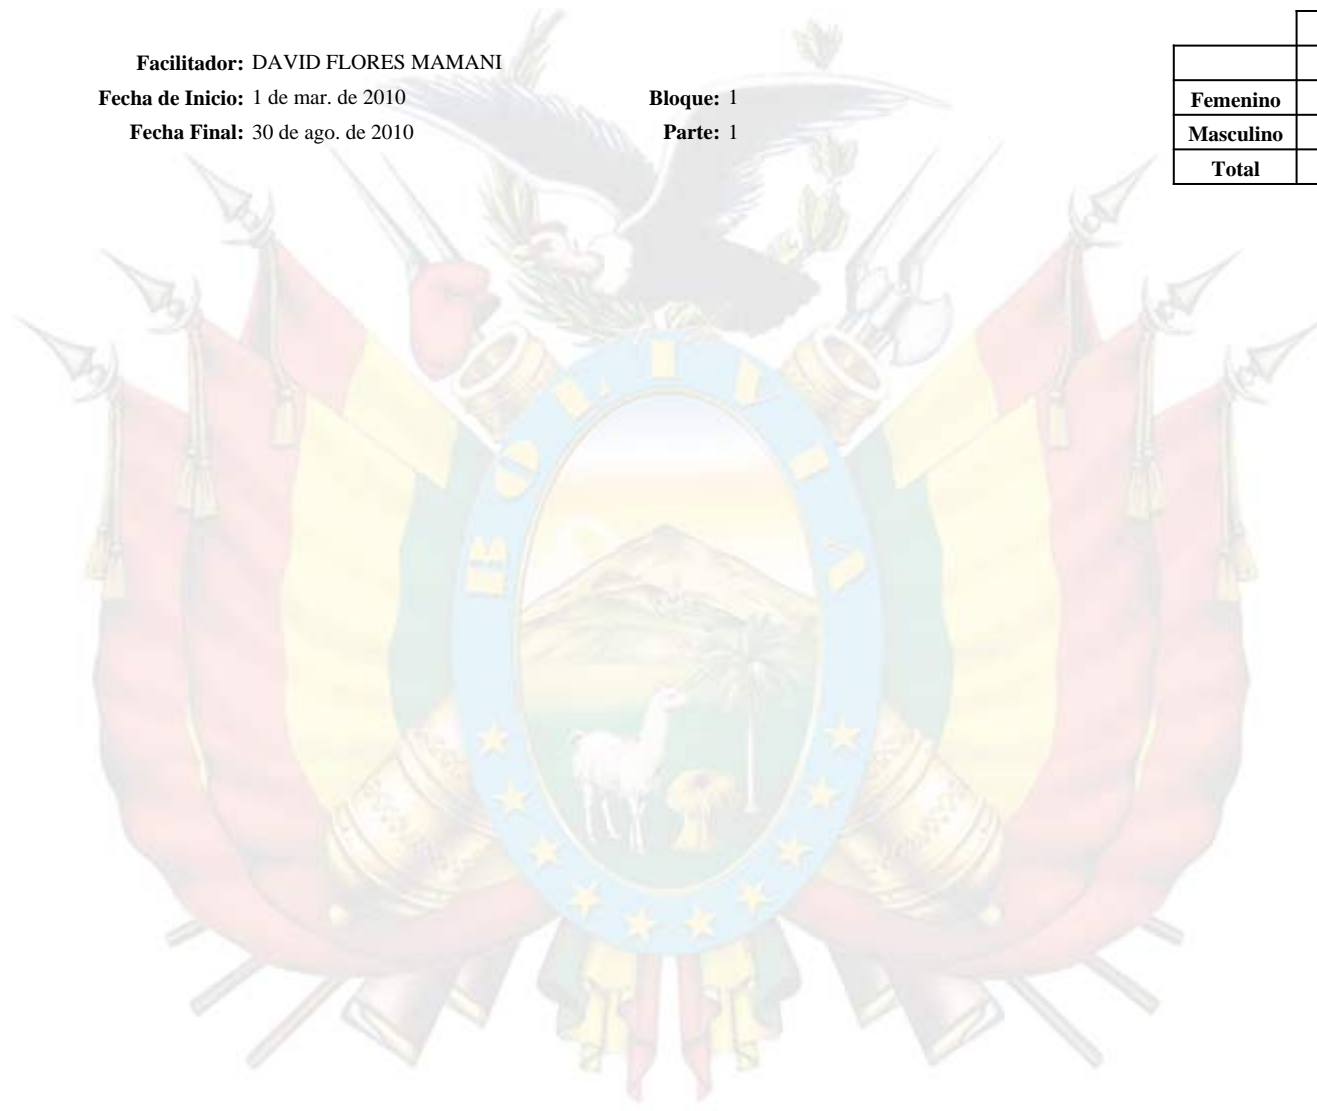 Facilitador: DAVID FLORES MAMANI
Fecha de Inicio: 1 de mar. de 2010 Bloque: 1
Fecha Final: 30 de ago. de 2010 Parte: 1
Femenino
Masculino
Total
BOLIVIA